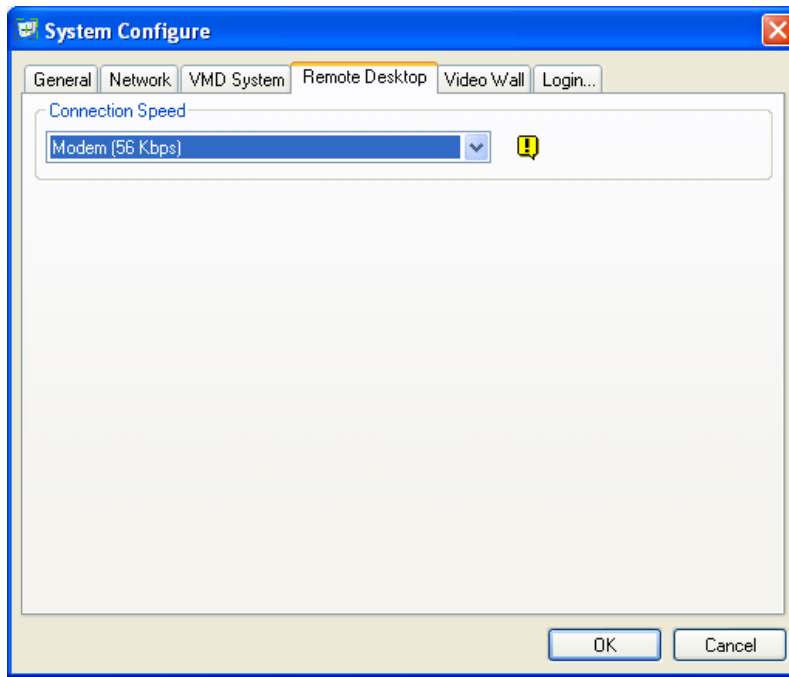 System Configure
General Network VMD System Remote Desktop Video Wall Login...
Connection Speed
Modem (56 Kbps)
OK Cancel